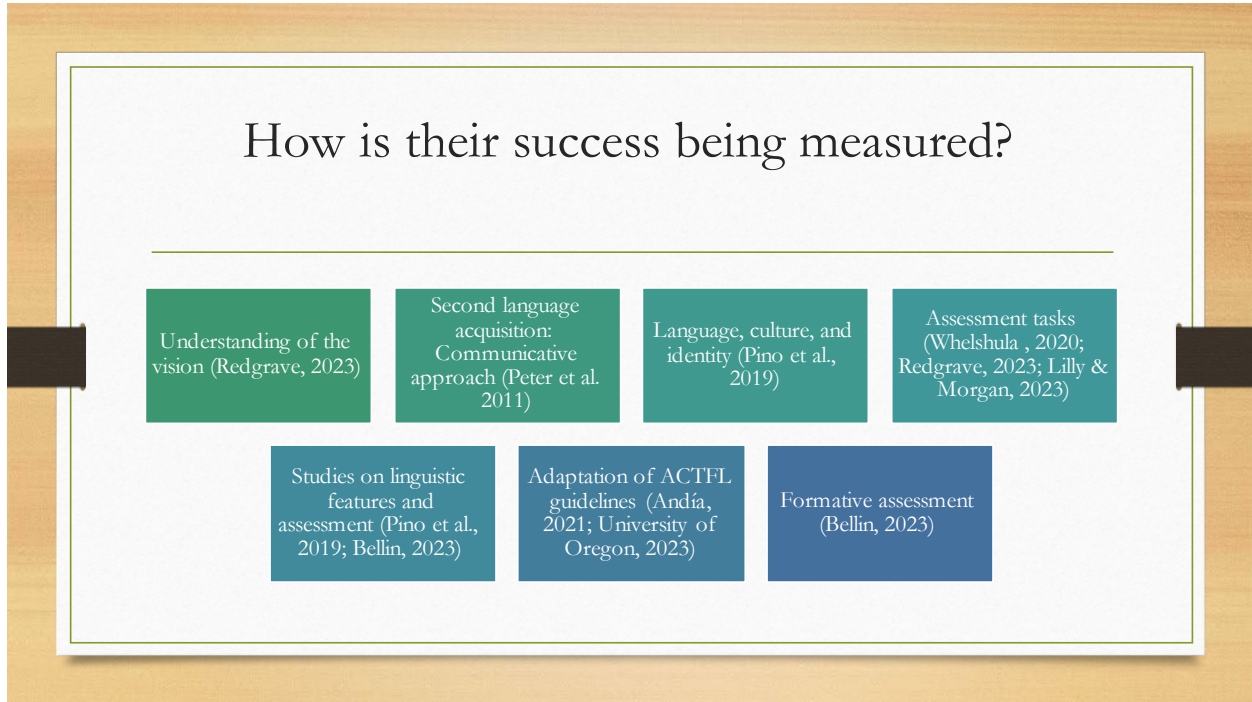 How is their success being measured?
Understanding of the
vision (Redgrave, 2023)
Second language
acquisition:
Communicative
approach (Peter et al.
2011)
Language, culture, and
identity (Pino et al.,
2019)
Assessment tasks
(Whelshula , 2020;
Redgrave, 2023; Lilly &
Morgan, 2023)
Studies on linguistic
features and
assessment (Pino et al.,
2019; Bellin, 2023)
Adaptation of ACTFL
guidelines (Andía,
2021; University of
Oregon, 2023)
Formative assessment
(Bellin, 2023)